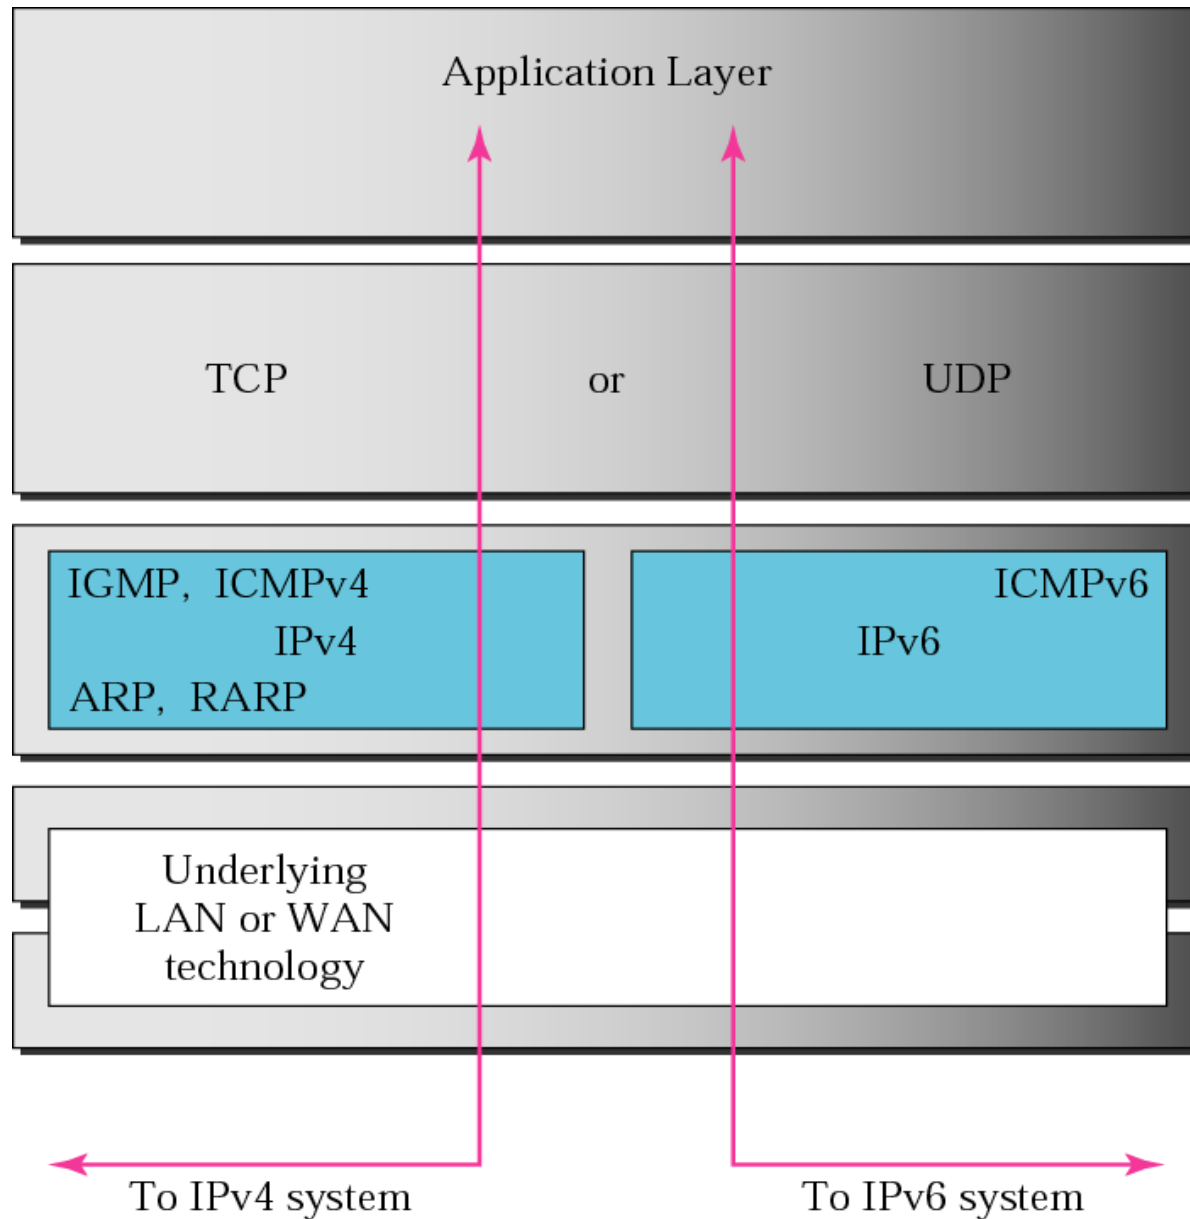 Application Layer
TCP or UDP
IGMP, ICMPv4
IPv4
ARP, RARP
ICMPv6
IPv6
Underlying
LAN or WAN
technology
To IPv4 system
To IPv6 system